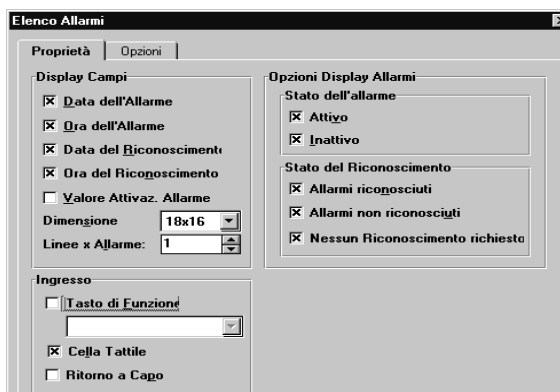 Elenco Allarmi
Proprietà
Opzioni
Display Campi
Data dell'Allarme
Ora dell'Allarme
Data del Riconoscimento
Ora del Riconoscimento
Valore Attivaz. Allarme
Dimensione 18x16
Linee x Allarme: 1
Opzioni Display Allarmi
Stato dell'allarme
Attivo
Inattivo
Stato del Riconoscimento
Allarmi riconosciuti
Allarmi non riconosciuti
Nessun Riconoscimento richiesto
Ingresso
Tasto di Funzione
Cella Tattile
Ritorno a Capo